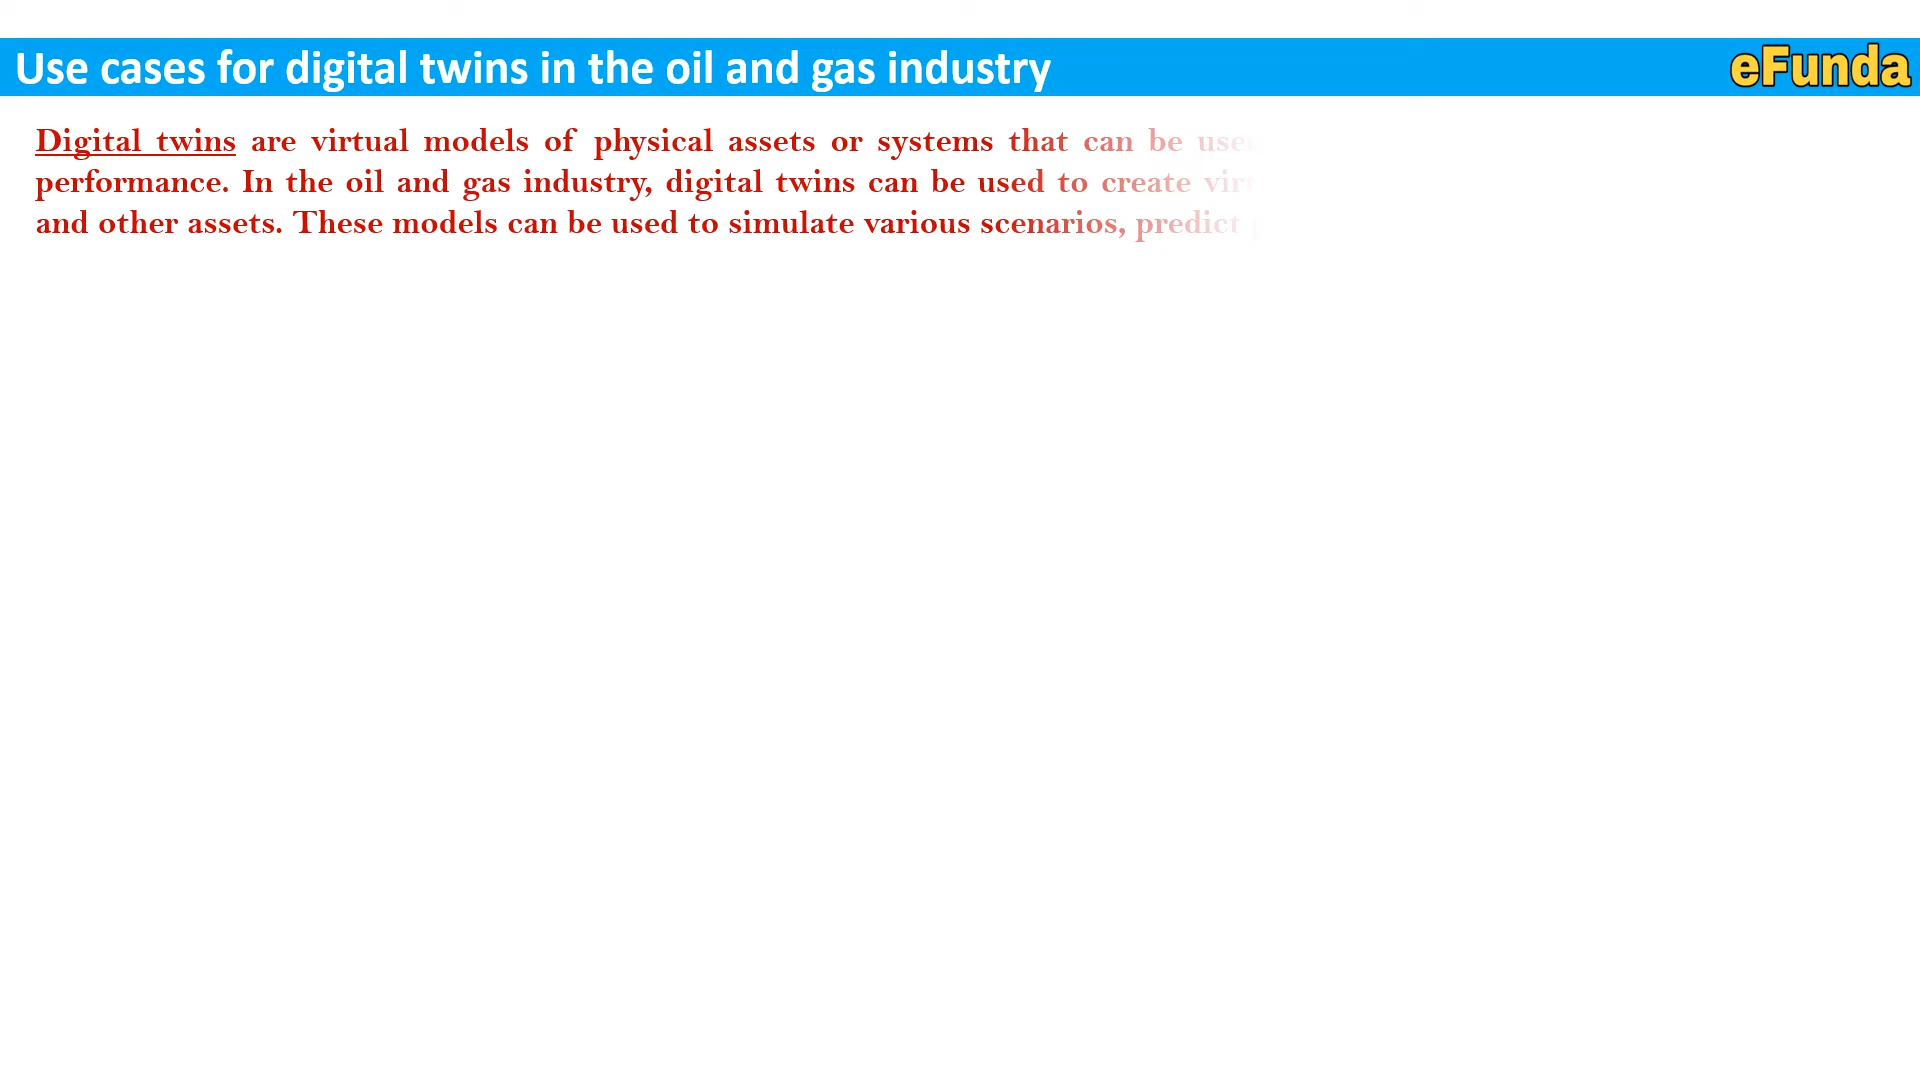 Use cases for digital twins in the oil and gas industry
eFunda
Digital twins are virtual models of physical assets or systems that can be
performance. In the oil and gas industry, digital twins can be used to create
and other assets. These models can be used to simulate various scenarios, predict